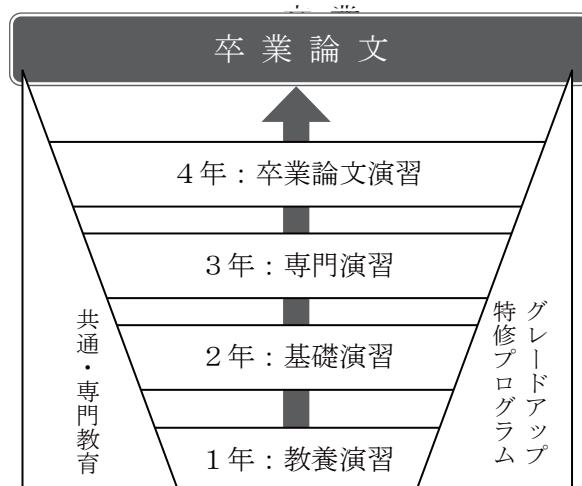 卒業論文
4年：卒業論文演習
3年：専門演習
2年：基礎演習
1年：教養演習
共通・専門教育
グレードアップ
特修プログラム